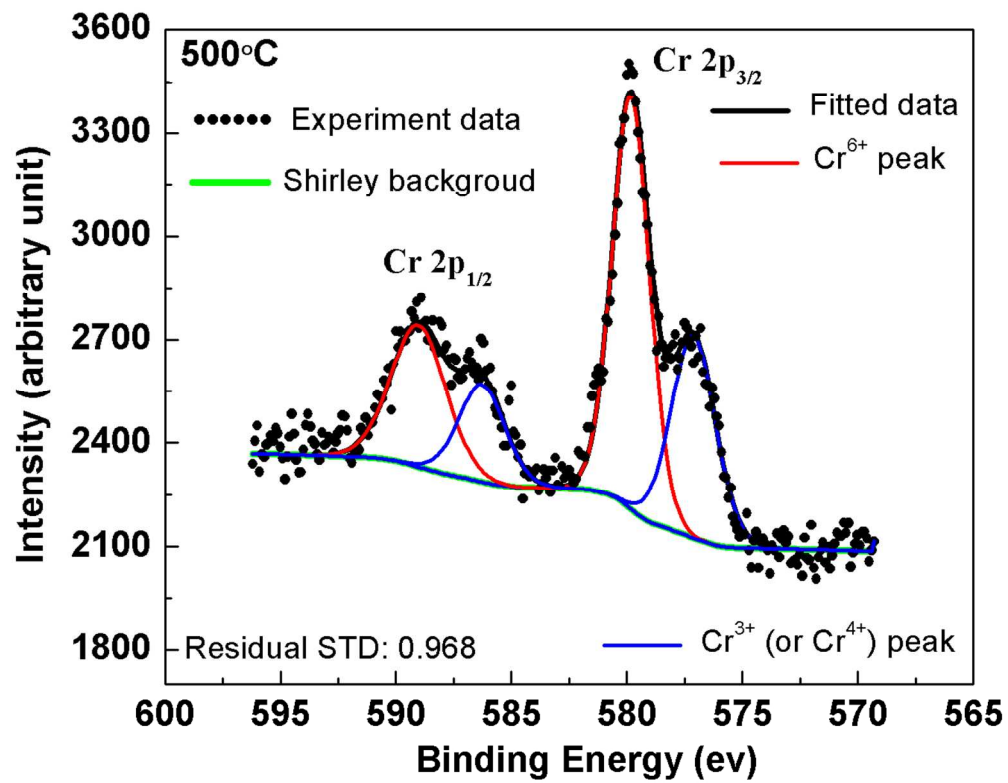 3600
3300
3000
2700
2400
2100
1800
Intensity (arbitrary unit)
500°C
Experiment data
Shirley backgroud
Cr 2p3/2
Fitted data
Cr6+ peak
Cr 2p1/2
Residual STD: 0.968
Cr3+ (or Cr4+) peak
600 595 590 585 580 575 570 565
Binding Energy (ev)